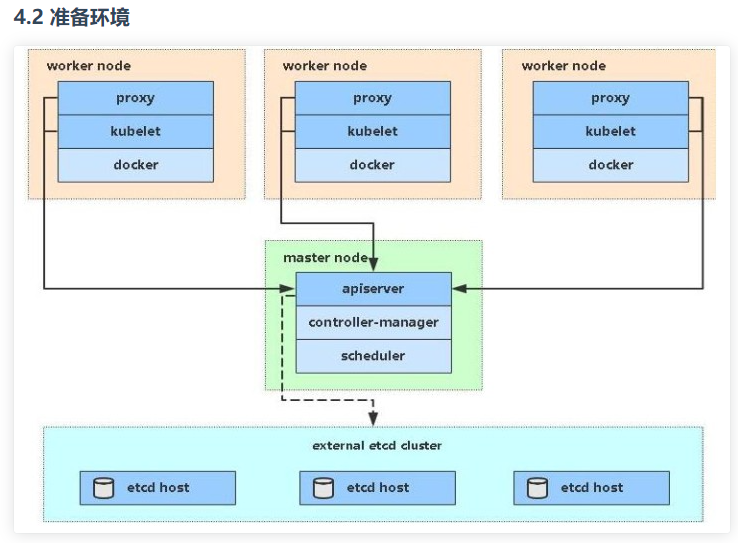 4.2 准备环境
worker node
proxy
kubelet
docker
worker node
proxy
kubelet
docker
worker node
proxy
kubelet
docker
master node
apiserver
controller-manager
scheduler
external etcd cluster
etcd host
etcd host
etcd host